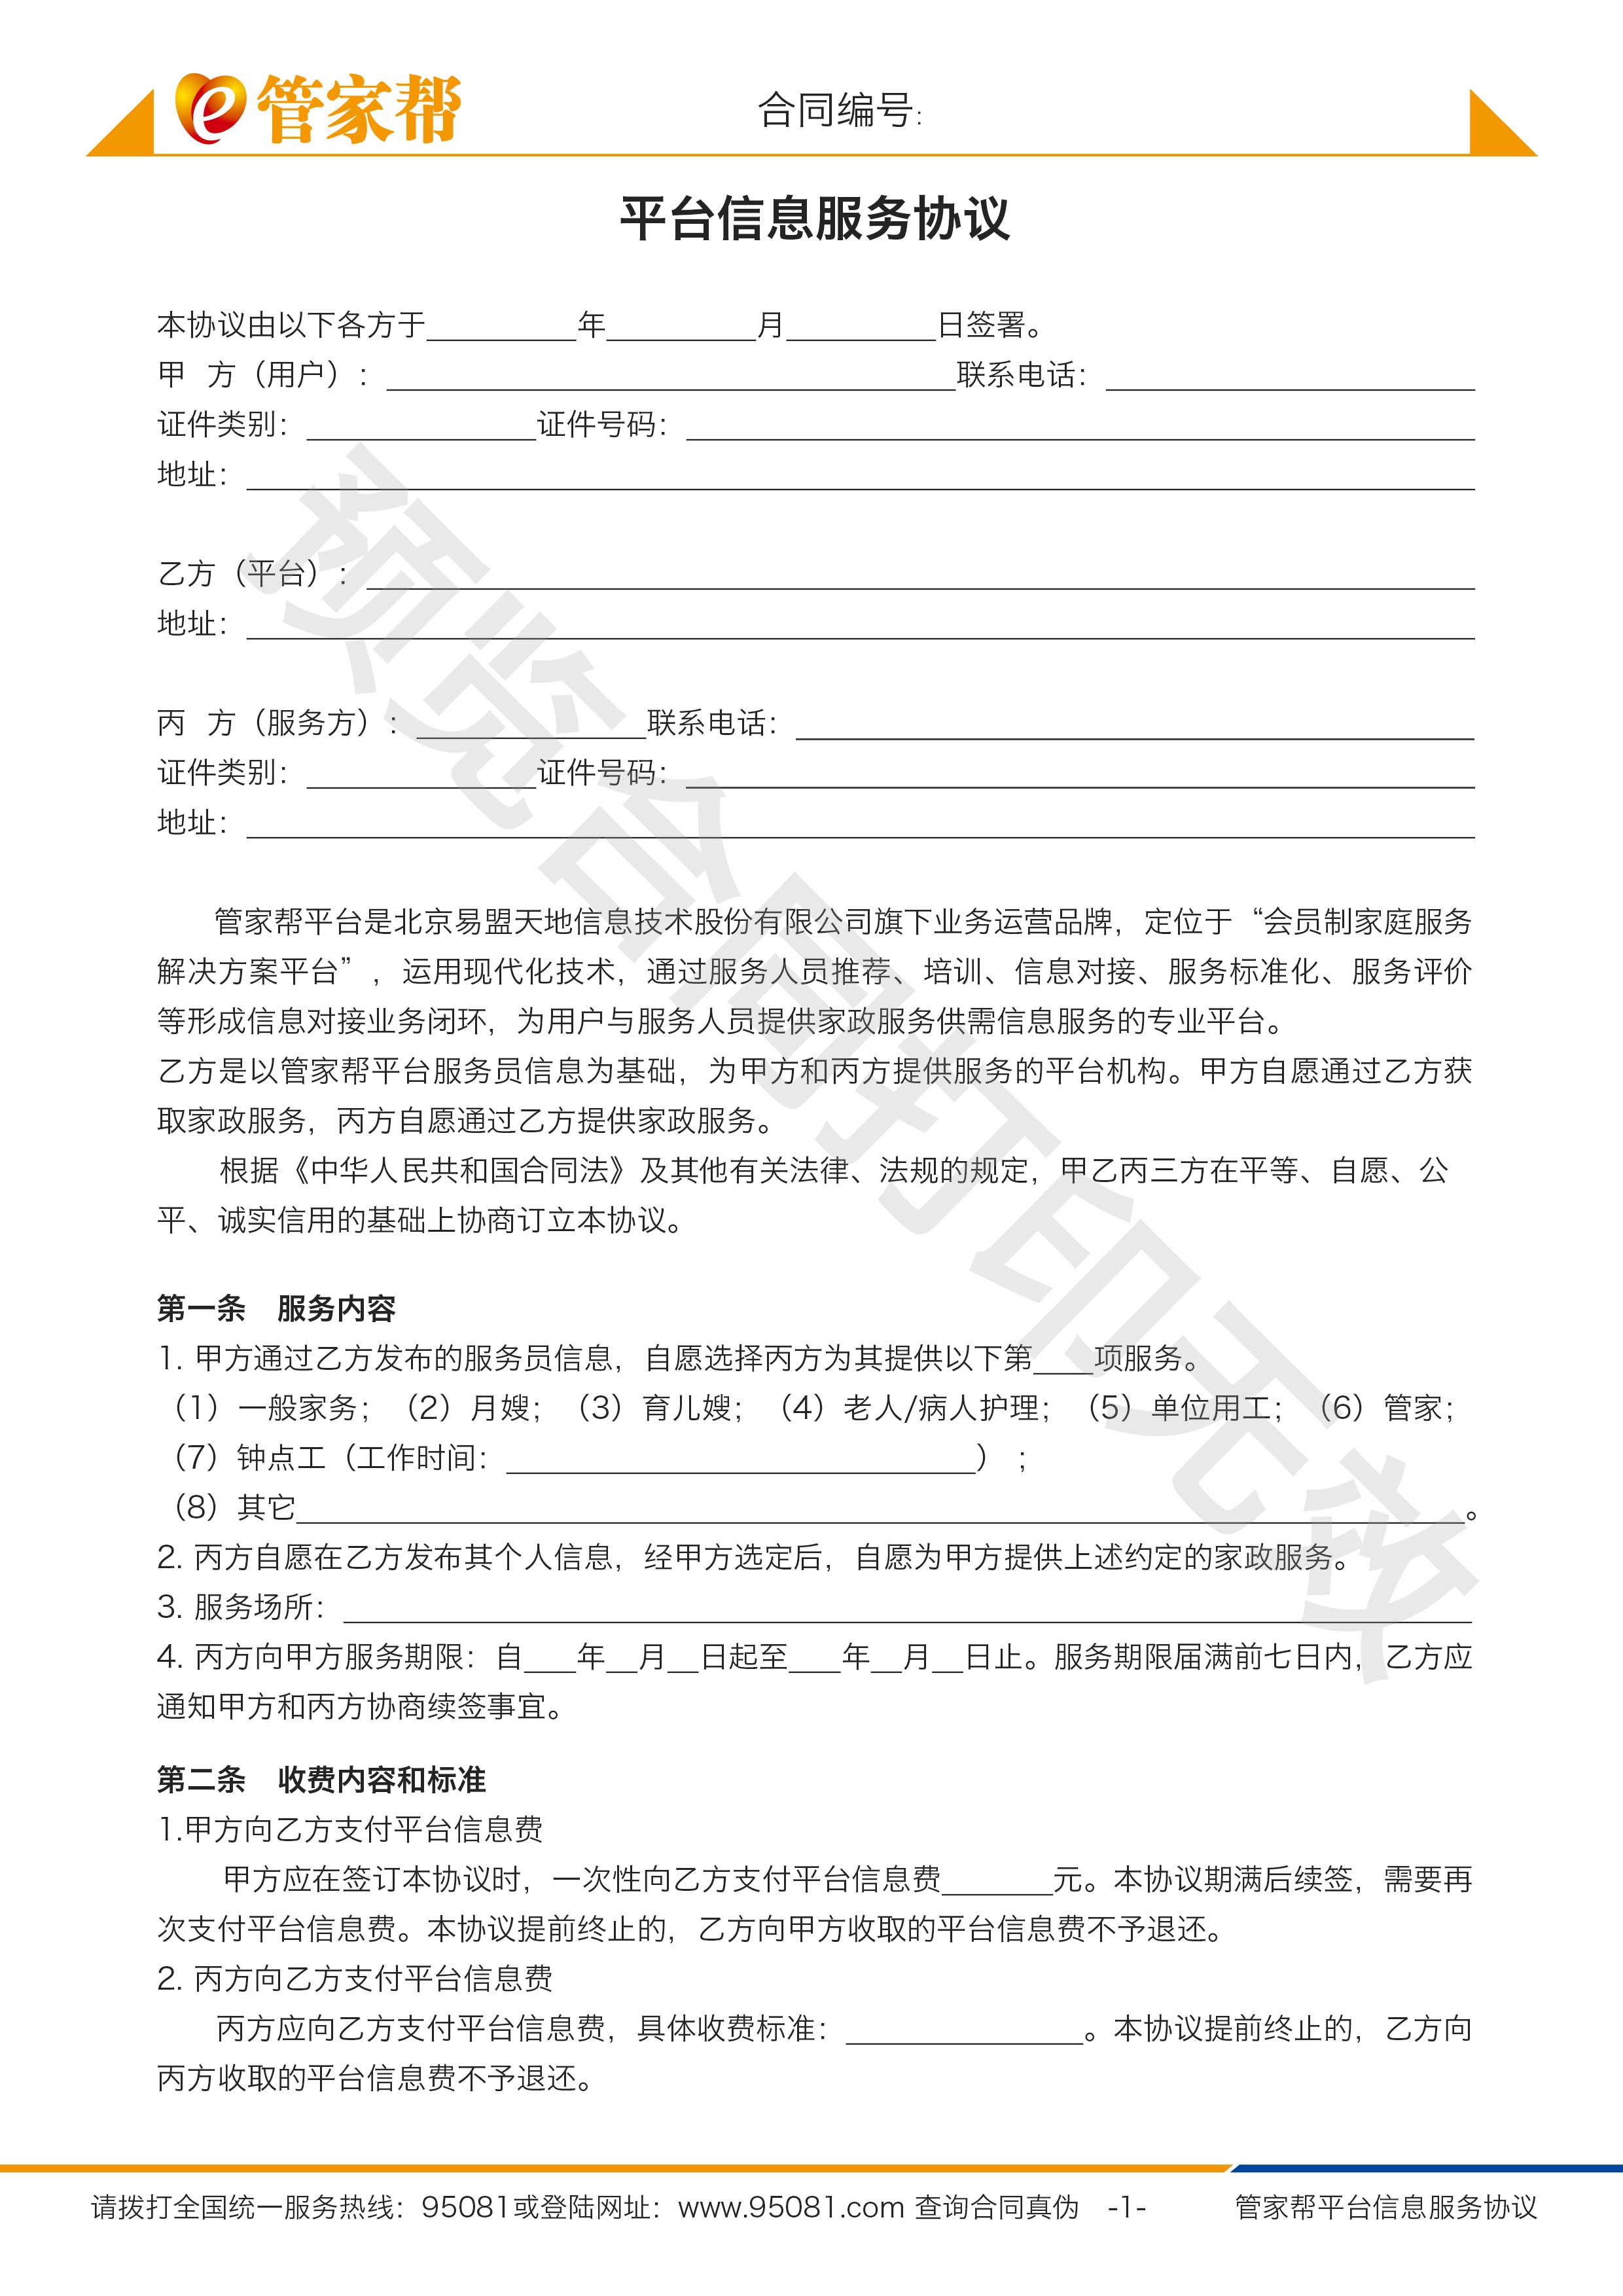 e管家帮
合同编号:
平台信息服务协议
本协议由以下各方于__________年__________月__________日签署。
甲 方（用户）：______________________________________联系电话：________________________
证件类别：_______________证件号码：____________________________________________________
地址：__________________________________________________________________________________
乙方（平台）：__________________________________________________________________________
地址：__________________________________________________________________________________
丙 方（服务方）：_______________联系电话：_____________________________________________
证件类别：_______________证件号码：____________________________________________________
地址：__________________________________________________________________________________
管家帮平台是北京易盟天地信息技术股份有限公司旗下业务运营品牌，定位于“会员制家庭服务
解决方案平台”，运用现代化技术，通过服务人员推荐、培训、信息对接、服务标准化、服务评价
等形成信息对接业务闭环，为用户与服务人员提供家政服务供需信息服务的专业平台。
乙方是以管家帮平台服务员信息为基础，为甲方和丙方提供服务的平台机构。甲方自愿通过乙方获
取家政服务，丙方自愿通过乙方提供家政服务。
根据《中华人民共和国合同法》及其他有关法律、法规的规定，甲乙丙三方在平等、自愿、公
平、诚实信用的基础上协商订立本协议。
第一条 服务内容
1. 甲方通过乙方发布的服务员信息，自愿选择丙方为其提供以下第____项服务。
（1）一般家务；（2）月嫂；（3）育儿嫂；（4）老人/病人护理；（5）单位用工；（6）管家；
（7）钟点工（工作时间：_______________________________）；
（8）其它______________________________________________________________________________。
2. 丙方自愿在乙方发布其个人信息，经甲方选定后，自愿为甲方提供上述约定的家政服务。
3. 服务场所：___________________________________________________________________________
4. 丙方向甲方服务期限：自___年__月__日起至___年__月__日止。服务期限届满前七日内，乙方应
通知甲方和丙方协商续签事宜。
第二条 收费内容和标准
1.甲方向乙方支付平台信息费
甲方应在签订本协议时，一次性向乙方支付平台信息费_______元。本协议期满后续签，需要再
次支付平台信息费。本协议提前终止的，乙方向甲方收取的平台信息费不予退还。
2. 丙方向乙方支付平台信息费
丙方应向乙方支付平台信息费，具体收费标准：________________。本协议提前终止的，乙方向
丙方收取的平台信息费不予退还。
预览合同打印无效
请拨打全国统一服务热线：95081或登陆网址：www.95081.com 查询合同真伪 -1- 管家帮平台信息服务协议